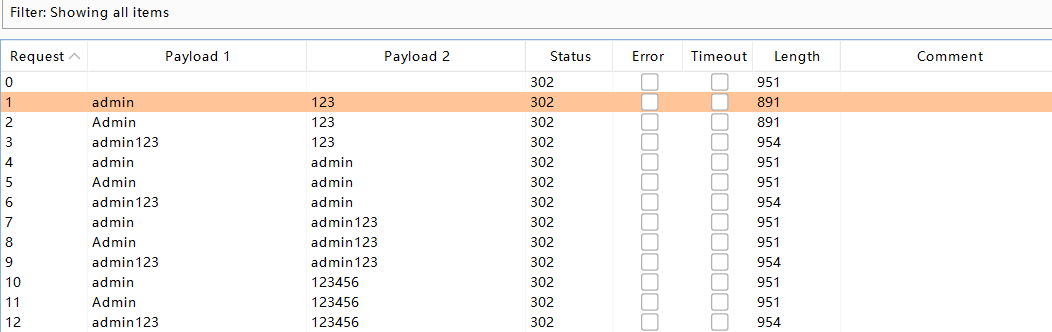 Filter: Showing all items
Request Payload 1 Payload 2 Status Error Timeout Length Comment
0 302 951
1 admin 123 302 891
2 Admin 123 302 891
3 admin123 123 302 954
4 admin admin 302 951
5 Admin admin 302 951
6 admin123 admin 302 954
7 admin admin123 302 951
8 Admin admin123 302 951
9 admin123 admin123 302 954
10 admin 123456 302 951
11 Admin 123456 302 951
12 admin123 123456 302 954